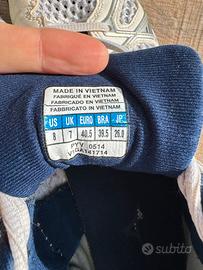 MADE IN VIETNAM
FABRIQUÉ EN VIETNAM
FABRICADO EN VIETNAM
FABBRICATO IN VIETNAM
US UK EURO BRA JP
8 7 40.5 38.5 26.0
PYV 0514
subito